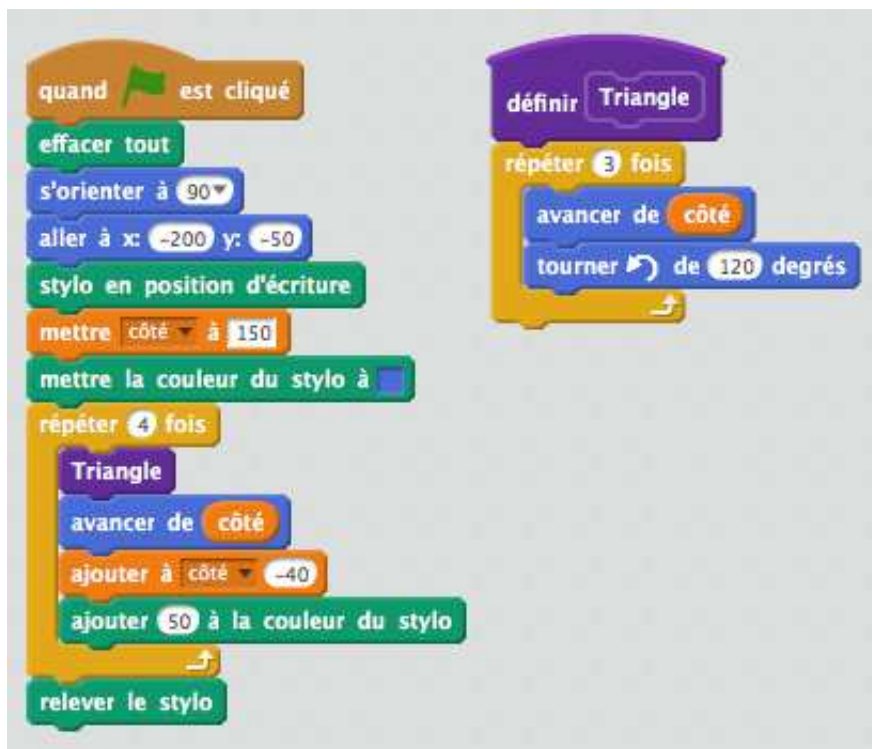 quand est cliqué
effacer tout
s'orienter à 90
aller à x: -200 y: -50
stylo en position d'écriture
mettre côté à 150
mettre la couleur du stylo à
répéter 4 fois
Triangle
avancer de côté
ajouter à côté -40
ajouter 50 à la couleur du stylo
relever le stylo
définir Triangle
répéter 3 fois
avancer de côté
tourner de 120 degrés